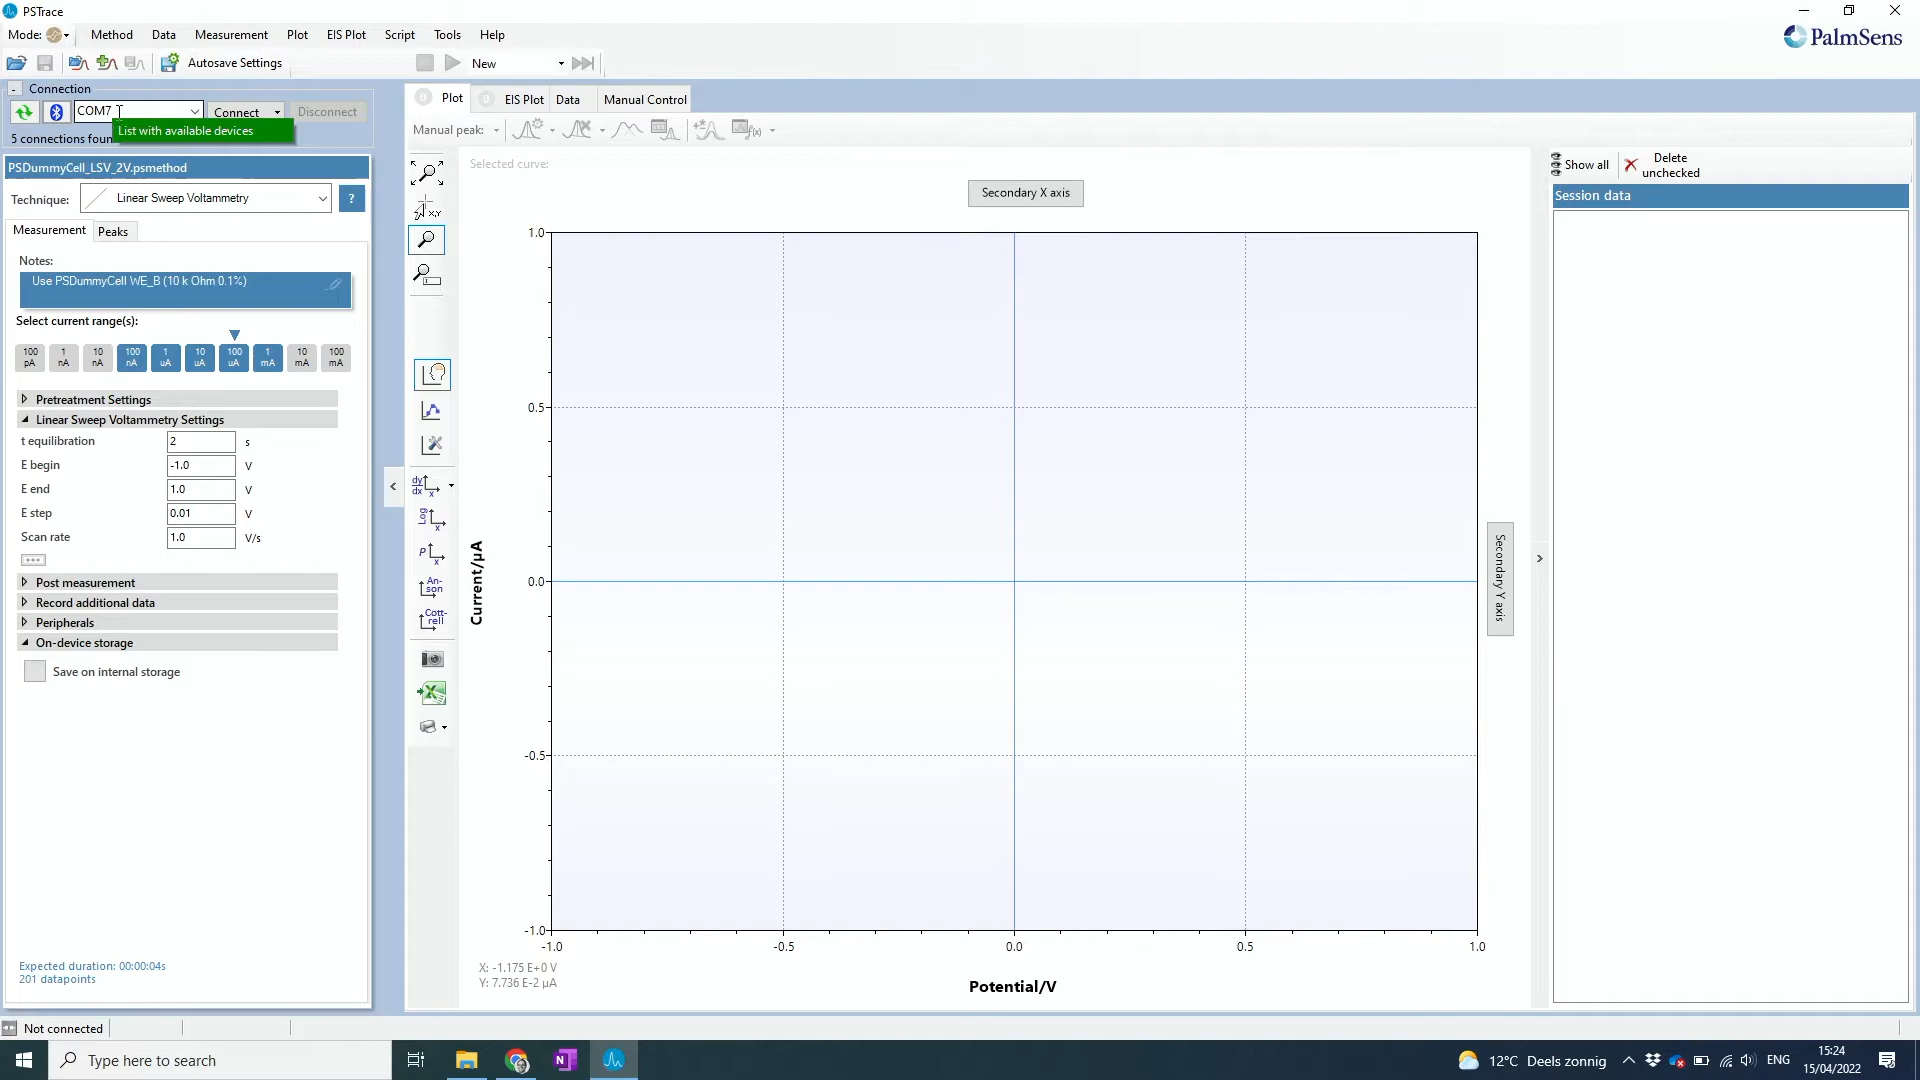 PSTrace
Mode:
Method
Data
Measurement
Plot
EIS Plot
Script
Tools
Help
PalmSens
Autosave Settings
New
Connection
COM7
Connect
Disconnect
List with available devices
5 connections foun
PSDummyCell_LSV_2V.psmethod
Technique:
Linear Sweep Voltammetry
?
Measurement
Peaks
Notes:
Use PSDummyCell WE_B (10 k Ohm 0.1%)
Select current range(s):
100 pA
1 nA
10 nA
100 nA
1 uA
10 uA
100 uA
1 mA
10 mA
100 mA
Pretreatment Settings
Linear Sweep Voltammetry Settings
t equilibration 2 s
E begin -1.0 V
E end 1.0 V
E step 0.01 V
Scan rate 1.0 V/s
Post measurement
Record additional data
Peripherals
On-device storage
Save on internal storage
Expected duration: 00:00:04s
201 datapoints
Not connected
Plot
EIS Plot
Data
Manual Control
Manual peak:
Selected curve:
Secondary X axis
x,y
dy
dx
x
Log
x
P
x
An-
son
Cott-
rell
1.0
0.5
0.0
-0.5
-1.0
Current/µA
-1.0
-0.5
0.0
0.5
1.0
Potential/V
X: -1.175 E+0 V
Y: 7.736 E-2 µA
Secondary Y axis
Show all
Delete
unchecked
Session data
Type here to search
12°C Deels zonnig
ENG
15:24
15/04/2022